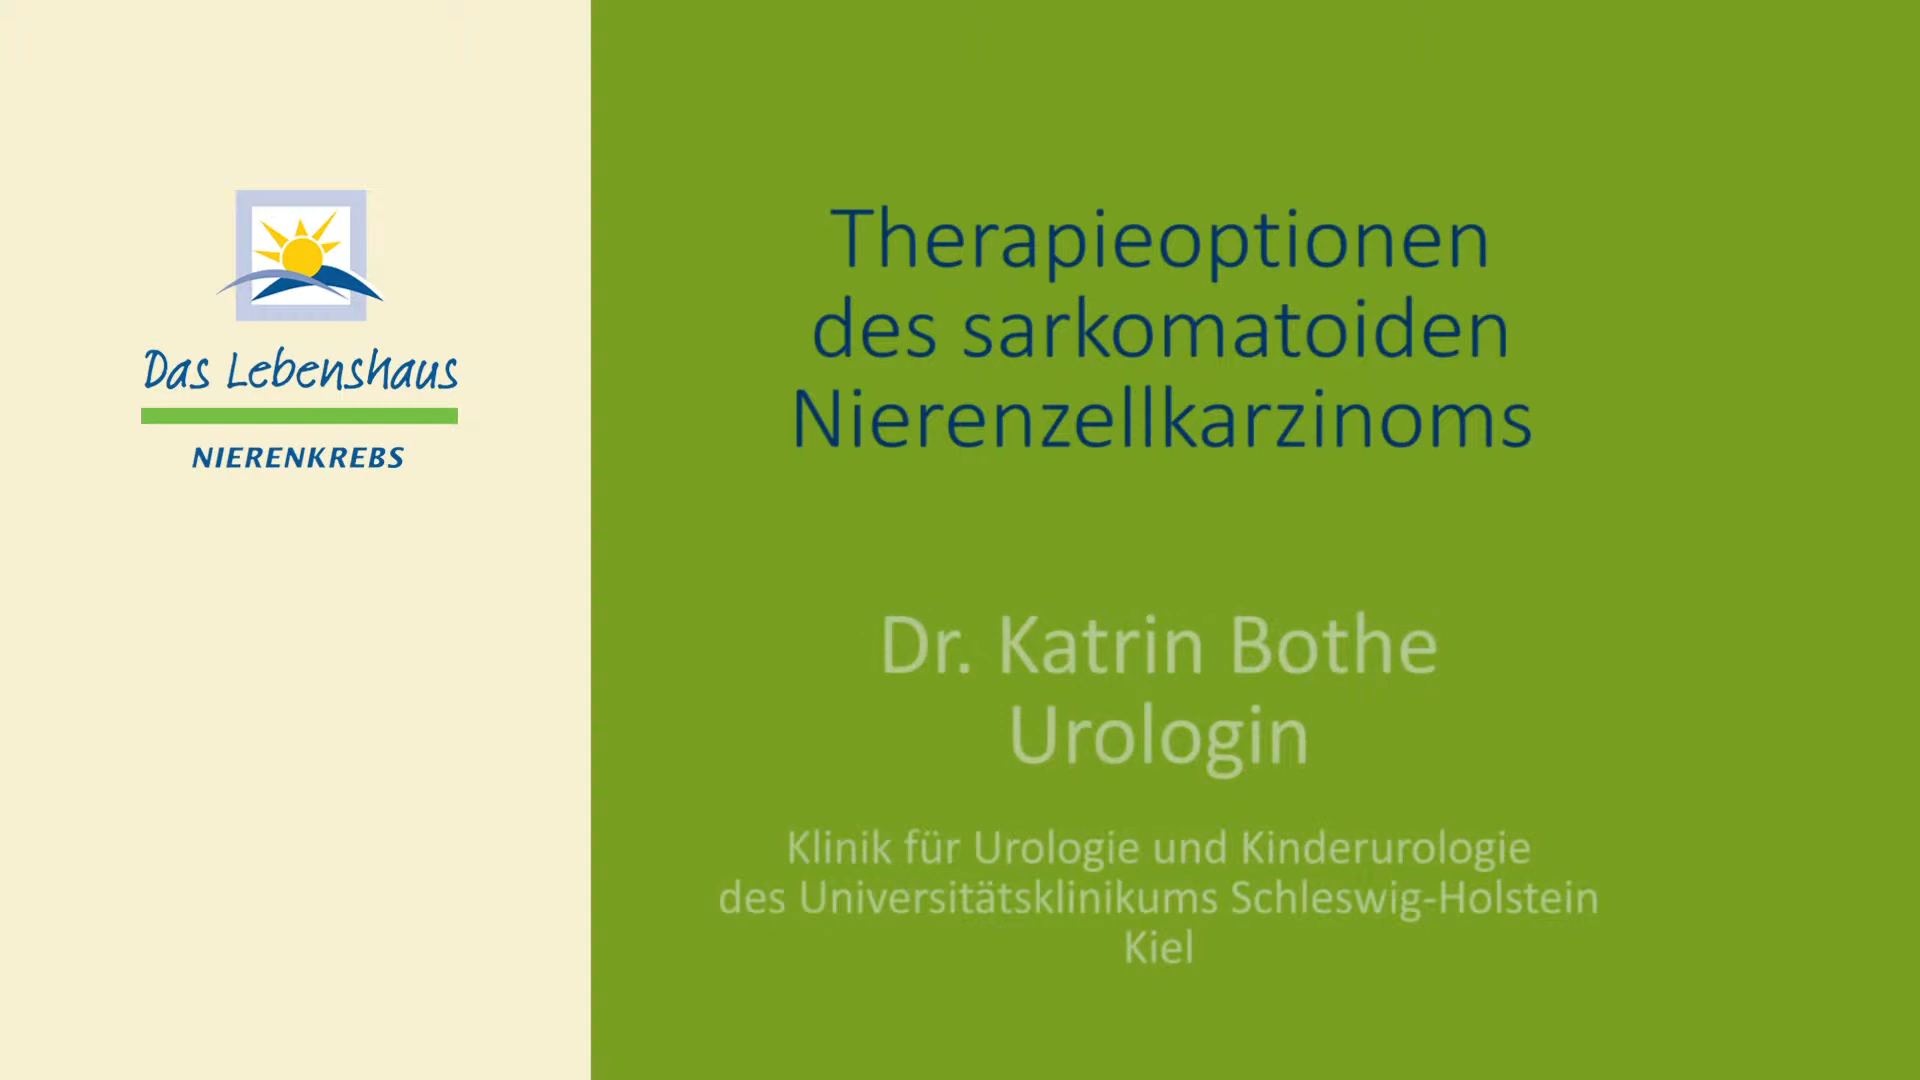 Das Lebenshaus
NIERENKREBS
Therapieoptionen
des sarkomatoiden
Nierenzellkarzinoms
Dr. Katrin Bothe
Urologin
Klinik für Urologie und Kinderurologie
des Universitätsklinikums Schleswig-Holstein
Kiel